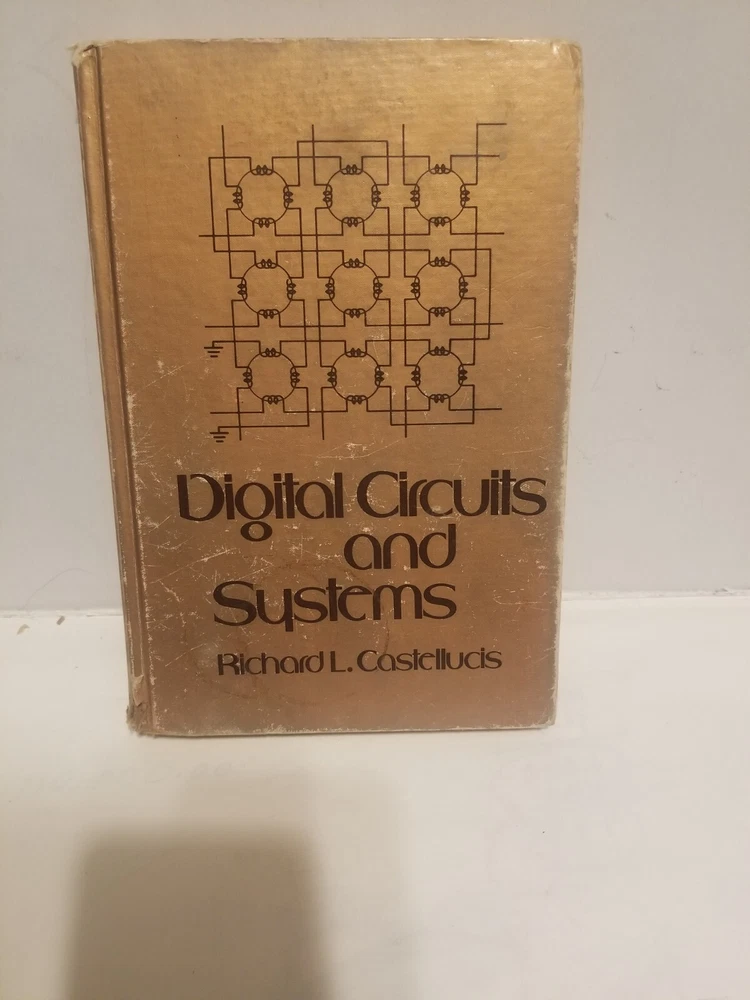 Digital Circuits
and
Systems
Richard L. Castellucis